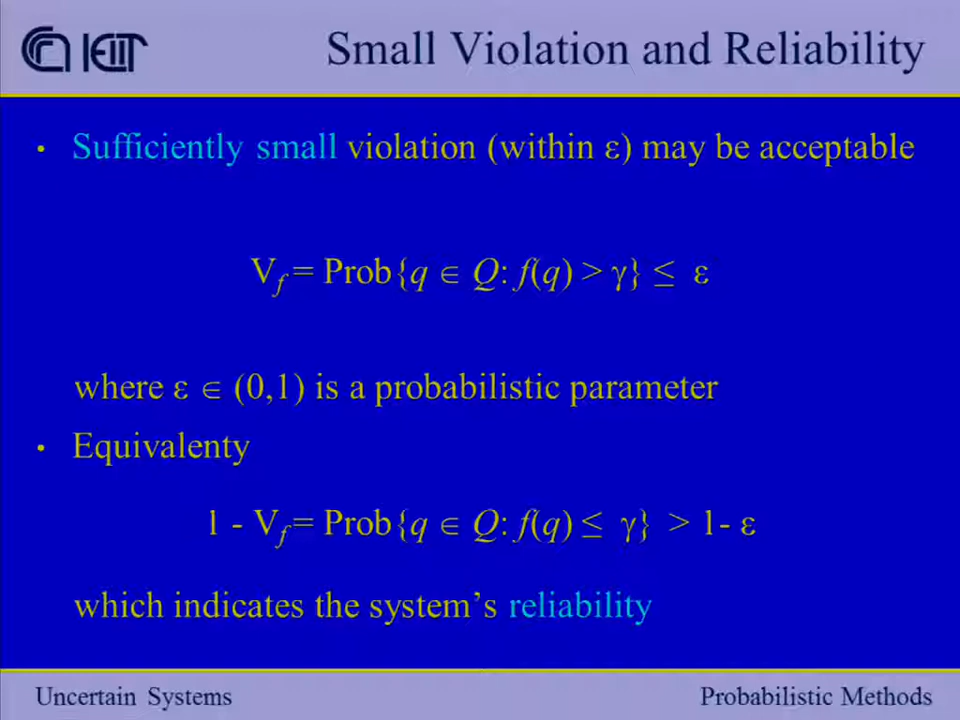 CNR IEIIT
Small Violation and Reliability
• Sufficiently small violation (within ε) may be acceptable
V_f = Prob{q ∈ Q: f(q) > γ} ≤ ε
where ε ∈ (0,1) is a probabilistic parameter
• Equivalenty
1 - V_f = Prob{q ∈ Q: f(q) ≤ γ} > 1- ε
which indicates the system’s reliability
Uncertain Systems
Probabilistic Methods